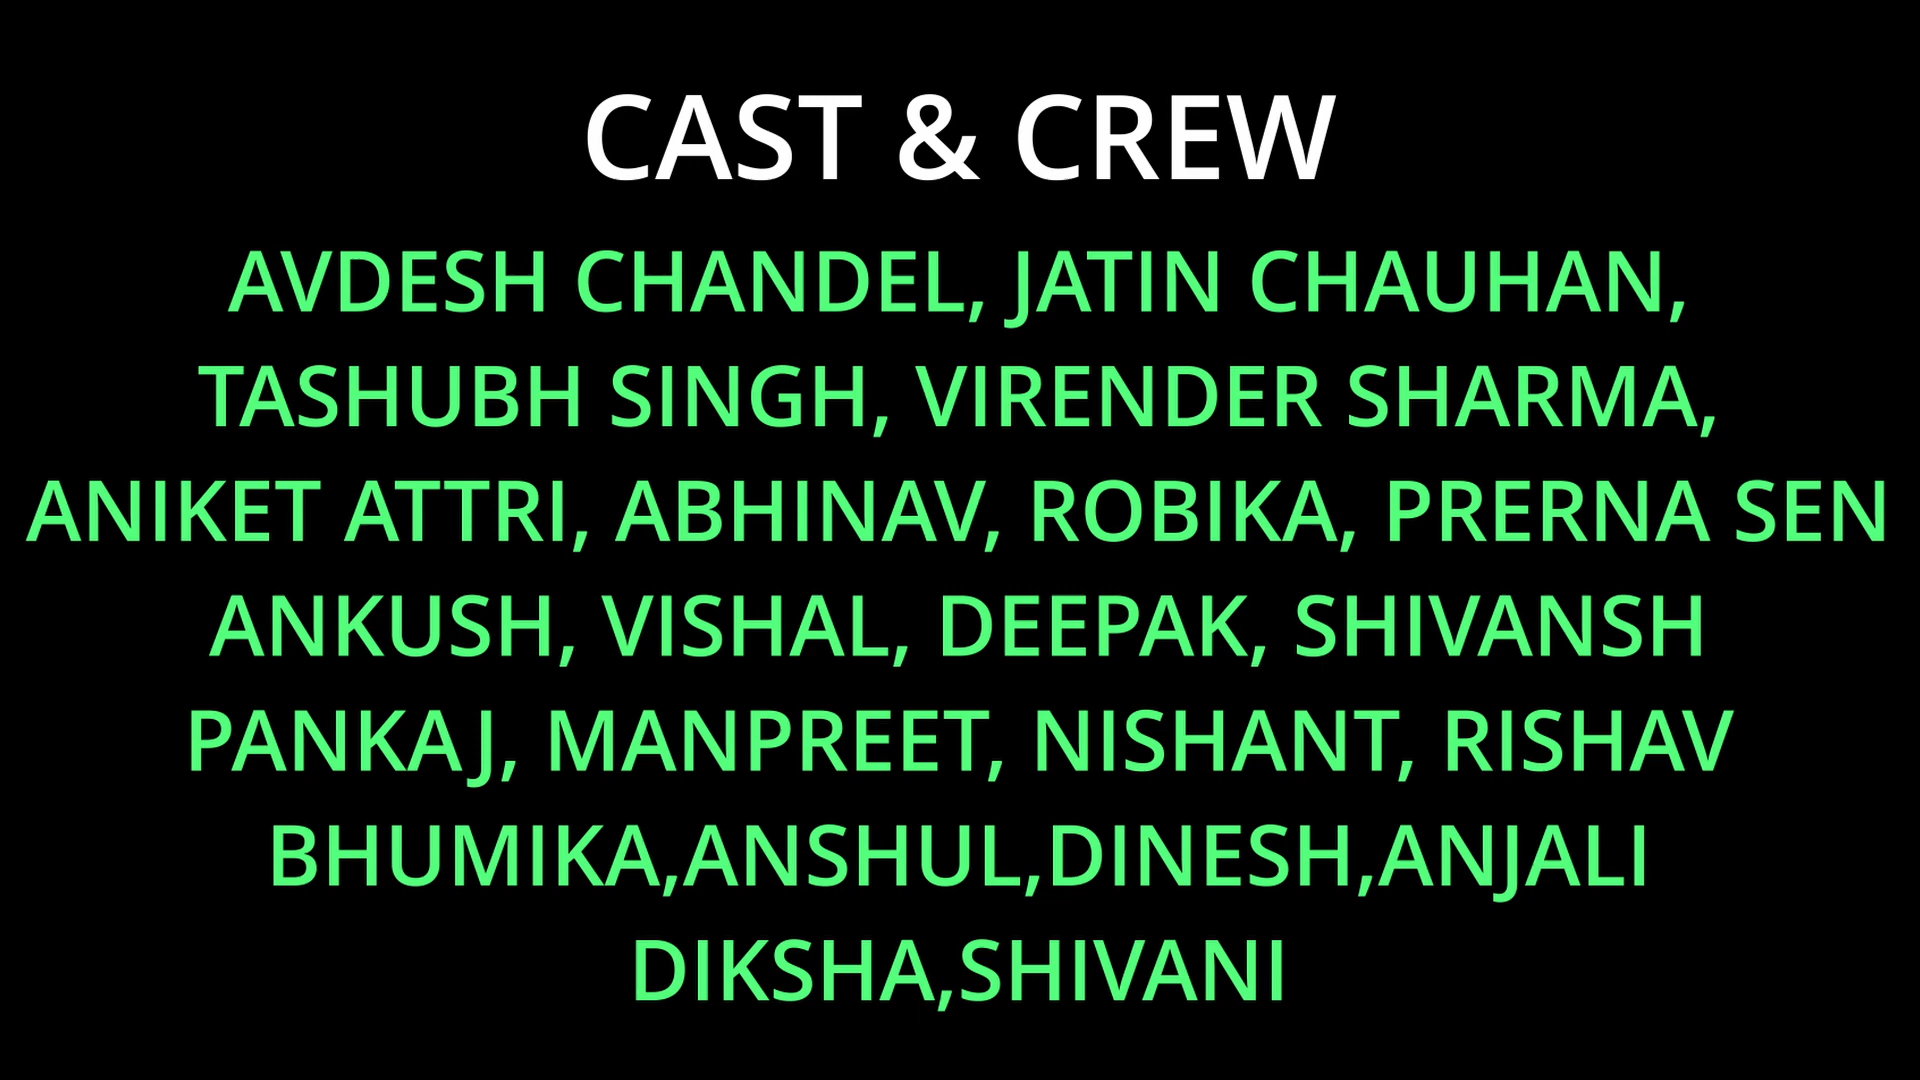 CAST & CREW
AVDESH CHANDEL, JATIN CHAUHAN,
TASHUBH SINGH, VIRENDER SHARMA,
ANIKET ATTRI, ABHINAV, ROBIKA, PRERNA SEN
ANKUSH, VISHAL, DEEPAK, SHIVANSH
PANKAJ, MANPREET, NISHANT, RISHAV
BHUMIKA,ANSHUL,DINESH,ANJALI
DIKSHA,SHIVANI